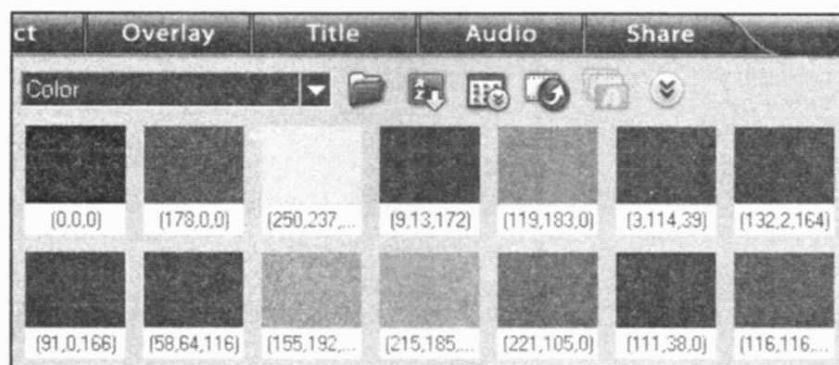 ct Overlay Title Audio Share
Color
(0,0,0) (178,0,0) (250,237,... (9,13,172) (119,183,0) (3,114,39) (132,2,164)
(91,0,166) (58,64,116) (155,192,... (215,185,... (221,105,0) (111,38,0) (116,116,...